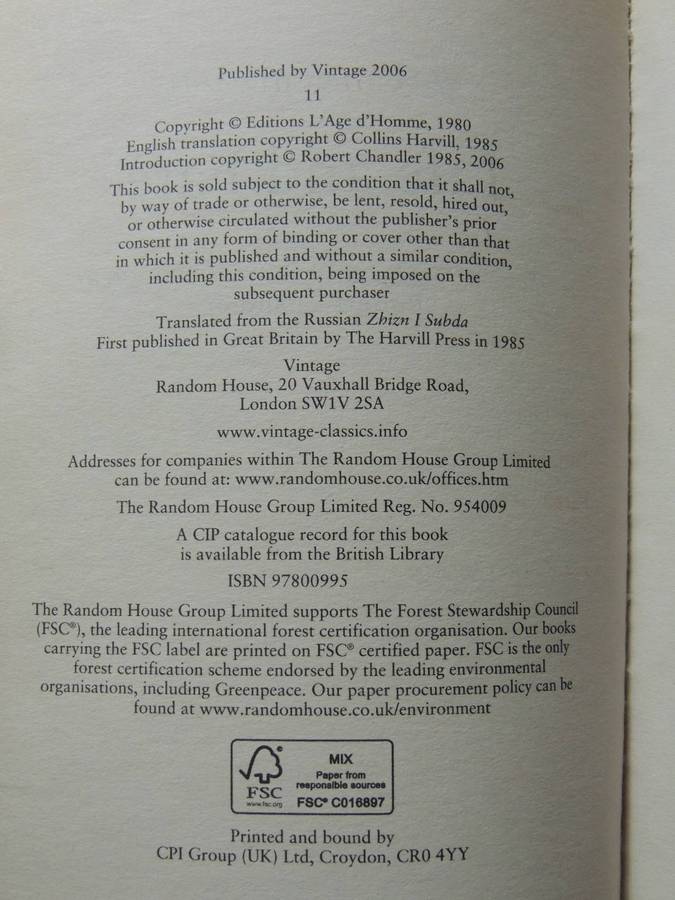 Published by Vintage 2006
11
Copyright © Editions L'Age d'Homme, 1980
English translation copyright © Collins Harvill, 1985
Introduction copyright © Robert Chandler 1985, 2006
This book is sold subject to the condition that it shall not,
by way of trade or otherwise, be lent, resold, hired out,
or otherwise circulated without the publisher's prior
consent in any form of binding or cover other than that
in which it is published and without a similar condition,
including this condition, being imposed on the
subsequent purchaser
Translated from the Russian Zhizn I Subda
First published in Great Britain by The Harvill Press in 1985
Vintage
Random House, 20 Vauxhall Bridge Road,
London SW1V 2SA
www.vintage-classics.info
Addresses for companies within The Random House Group Limited
can be found at: www.randomhouse.co.uk/offices.htm
The Random House Group Limited Reg. No. 954009
A CIP catalogue record for this book
is available from the British Library
ISBN 97800995
The Random House Group Limited supports The Forest Stewardship Council
(FSC®), the leading international forest certification organisation. Our books
carrying the FSC label are printed on FSC® certified paper. FSC is the only
forest certification scheme endorsed by the leading environmental
organisations, including Greenpeace. Our paper procurement policy can be
found at www.randomhouse.co.uk/environment
FSC
www.fsc.org
MIX
Paper from
responsible sources
FSC® C016897
Printed and bound by
CPI Group (UK) Ltd, Croydon, CR0 4YY